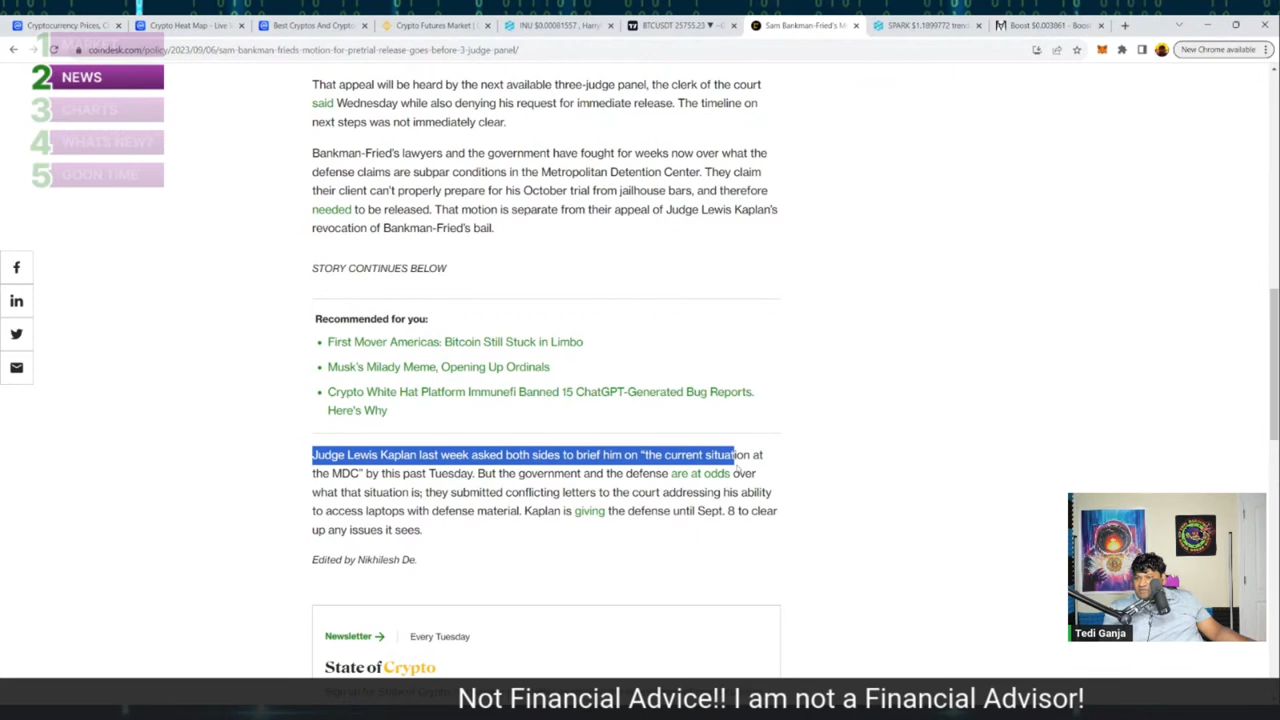 Cryptocurrency Prices, C
Crypto Heat Map - Live
Best Cryptos And Crypto
Crypto Futures Market
INU $0.00081557 , Harry
BTCUSDT 25755.23 ▼ -0
Sam Bankman-Fried's M
SPARK $1.1899772 trend
Boost $0.003861 - Boos
coindesk.com/policy/2023/09/06/sam-bankman-frieds-motion-for-pretrial-release-goes-before-3-judge-panel/
New Chrome available
1
2 NEWS
3 CHARTS
4 WHATS NEW?
5 GOON TIME
That appeal will be heard by the next available three-judge panel, the clerk of the court
said Wednesday while also denying his request for immediate release. The timeline on
next steps was not immediately clear.
Bankman-Fried's lawyers and the government have fought for weeks now over what the
defense claims are subpar conditions in the Metropolitan Detention Center. They claim
their client can't properly prepare for his October trial from jailhouse bars, and therefore
needed to be released. That motion is separate from their appeal of Judge Lewis Kaplan's
revocation of Bankman-Fried's bail.
STORY CONTINUES BELOW
Recommended for you:
• First Mover Americas: Bitcoin Still Stuck in Limbo
• Musk's Milady Meme, Opening Up Ordinals
• Crypto White Hat Platform Immunefi Banned 15 ChatGPT-Generated Bug Reports.
Here's Why
Judge Lewis Kaplan last week asked both sides to brief him on “the current situation at
the MDC” by this past Tuesday. But the government and the defense are at odds over
what that situation is; they submitted conflicting letters to the court addressing his ability
to access laptops with defense material. Kaplan is giving the defense until Sept. 8 to clear
up any issues it sees.
Edited by Nikhilesh De.
Newsletter → Every Tuesday
State of Crypto
Tedi Ganja
Not Financial Advice!! I am not a Financial Advisor!